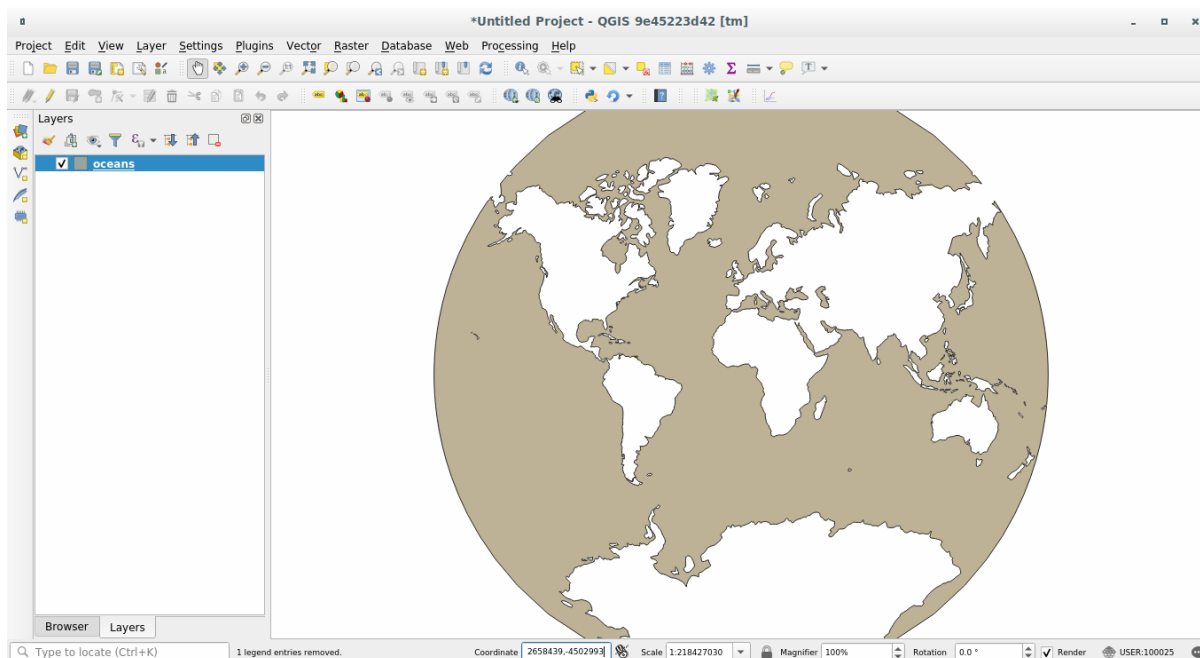 *Untitled Project - QGIS 9e45223d42 [tm]
Project Edit View Layer Settings Plugins Vector Raster Database Web Processing Help
Layers
oceans
Browser Layers
Type to locate (Ctrl+K) 1 legend entries removed. Coordinate 2658439,-4502993 Scale 1:218427030 Magnifier 100% Rotation 0.0 ° Render USER:100025